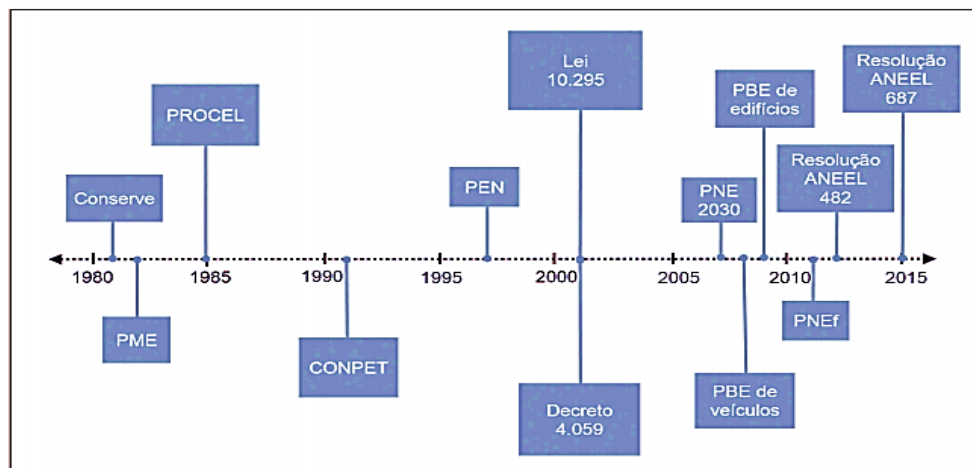 Lei
10.295
Resolução
ANEEL
687
PBE de
edifícios
PROCEL
Resolução
ANEEL
482
Conserve
PEN
PNE
2030
1980
1985
1990
1995
2000
2005
2010
2015
PME
CONPET
PNEf
Decreto
4.059
PBE de
veículos